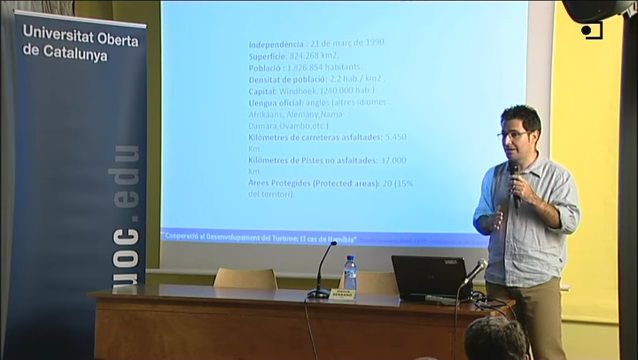 Universitat Oberta
de Catalunya
uoc.edu
Independència : 21 de març de 1990.
Superfície: 824.268 km2.
Població : 1.826.854 habitants
Densitat de població: 2.2 hab./ km2 .
Capital: Windhoek. (240.000 hab.)
Llengua oficial: anglès (altres idiomes
Afrikàans, Alemany,Nama
Damara,Ovambo,etc.)
Kilòmetres de carreteras asfaltades: 5.450
Km.
Kilòmetres de Pistes no asfaltades: 37.000
Km
Àrees Protegides (Protected areas): 20 (15%
del territori).
"Cooperació al Desenvolupament del Turisme: El cas de Namíbia"